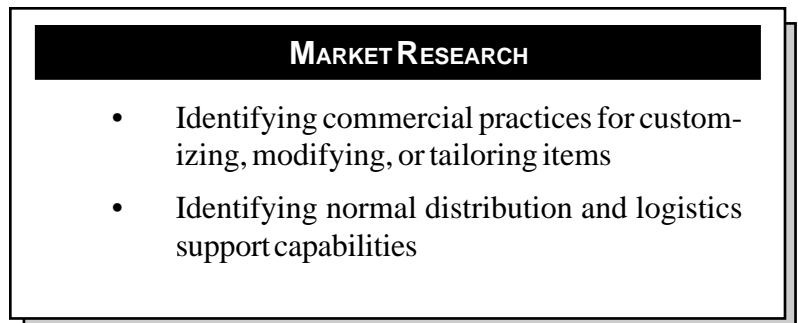 MARKET RESEARCH
• Identifying commercial practices for custom-
izing, modifying, or tailoring items
• Identifying normal distribution and logistics
support capabilities